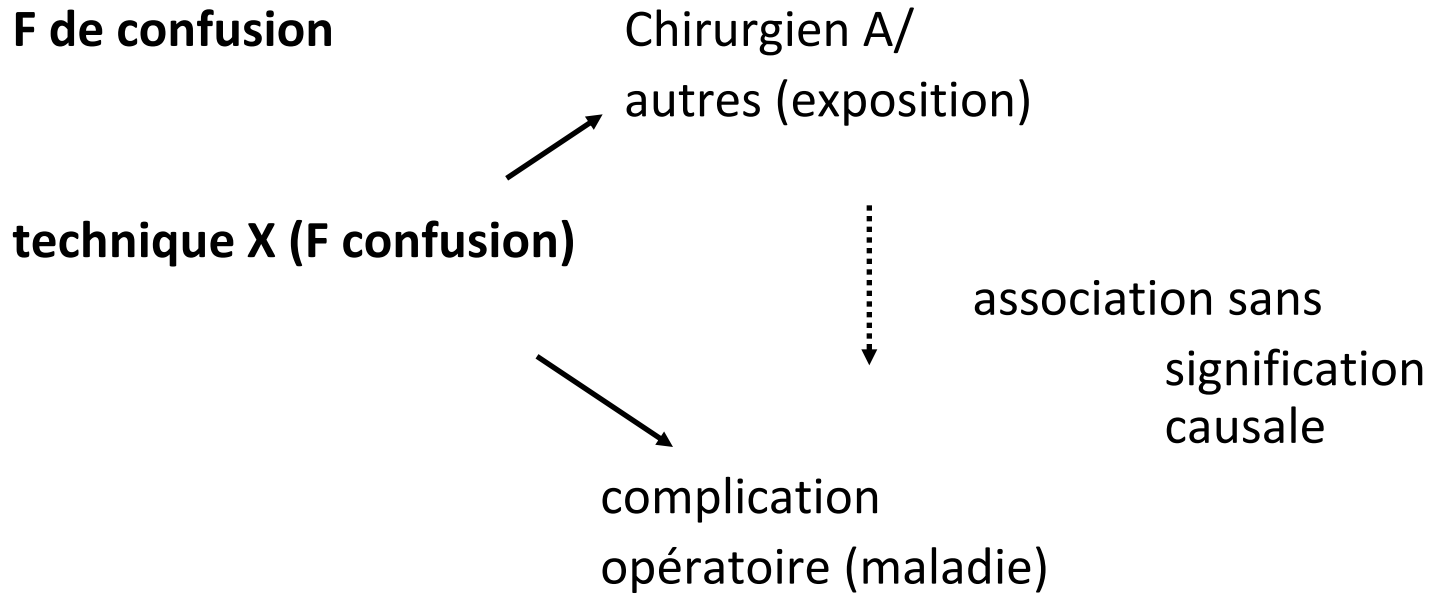 F de confusion
Chirurgien A/
autres (exposition)
technique X (F confusion)
association sans
signification
causale
complication
opératoire (maladie)